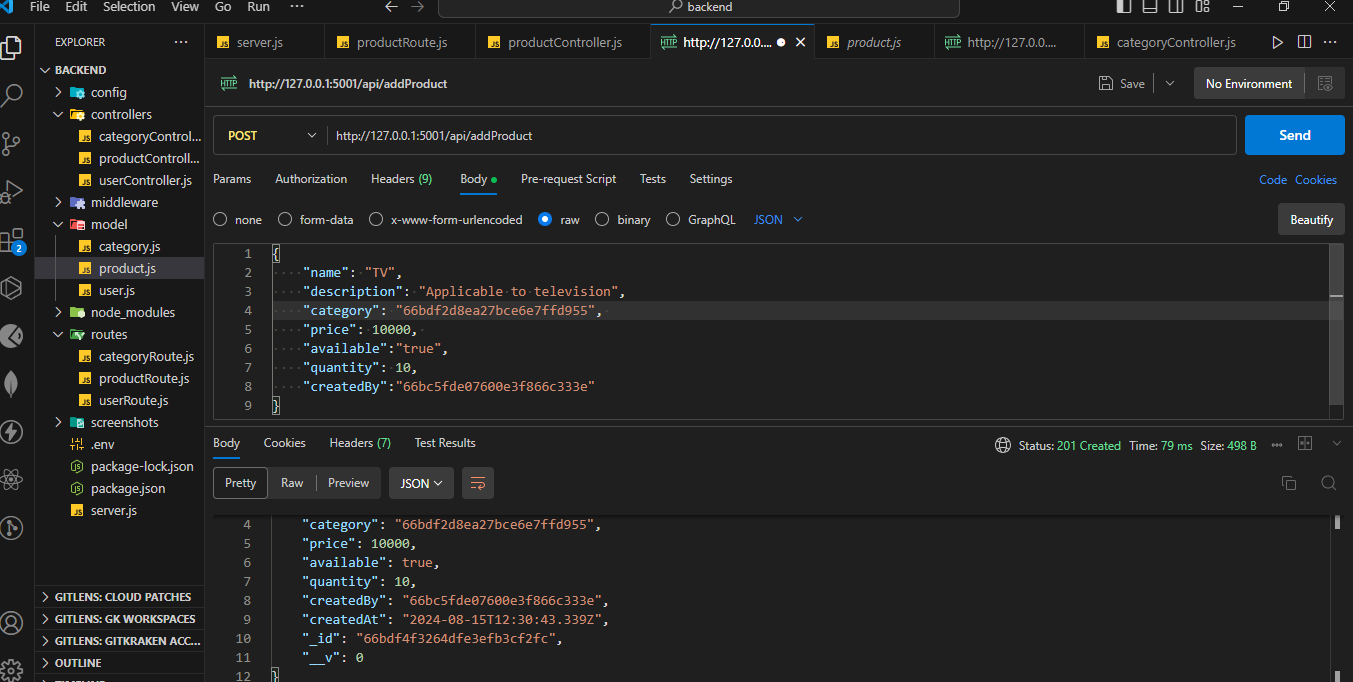 File Edit Selection View Go Run ··· backend
EXPLORER ···
BACKEND
config
controllers
categoryControl...
productControll...
userController.js
middleware
model
category.js
product.js
user.js
node_modules
routes
categoryRoute.js
productRoute.js
userRoute.js
screenshots
.env
package-lock.json
package.json
server.js
GITLENS: CLOUD PATCHES
GITLENS: GK WORKSPACES
GITLENS: GITKRAKEN ACC...
OUTLINE
TIMELINE
2
server.js productRoute.js productController.js http://127.0.0.... product.js http://127.0.0.... categoryController.js ···
HTTP http://127.0.0.1:5001/api/addProduct Save No Environment
POST http://127.0.0.1:5001/api/addProduct Send
Params Authorization Headers (9) Body Pre-request Script Tests Settings Code Cookies
none form-data x-www-form-urlencoded raw binary GraphQL JSON Beautify
1 {
2 "name": "TV",
3 "description": "Applicable to television",
4 "category": "66bdf2d8ea27bce6e7ffd955",
5 "price": 10000,
6 "available":"true",
7 "quantity": 10,
8 "createdBy":"66bc5fde07600e3f866c333e"
9 }
Body Cookies Headers (7) Test Results Status: 201 Created Time: 79 ms Size: 498 B
Pretty Raw Preview JSON
4 "category": "66bdf2d8ea27bce6e7ffd955",
5 "price": 10000,
6 "available": true,
7 "quantity": 10,
8 "createdBy": "66bc5fde07600e3f866c333e",
9 "createdAt": "2024-08-15T12:30:43.339Z",
10 "_id": "66bdf4f3264dfe3efb3cf2fc",
11 "__v": 0
12 }